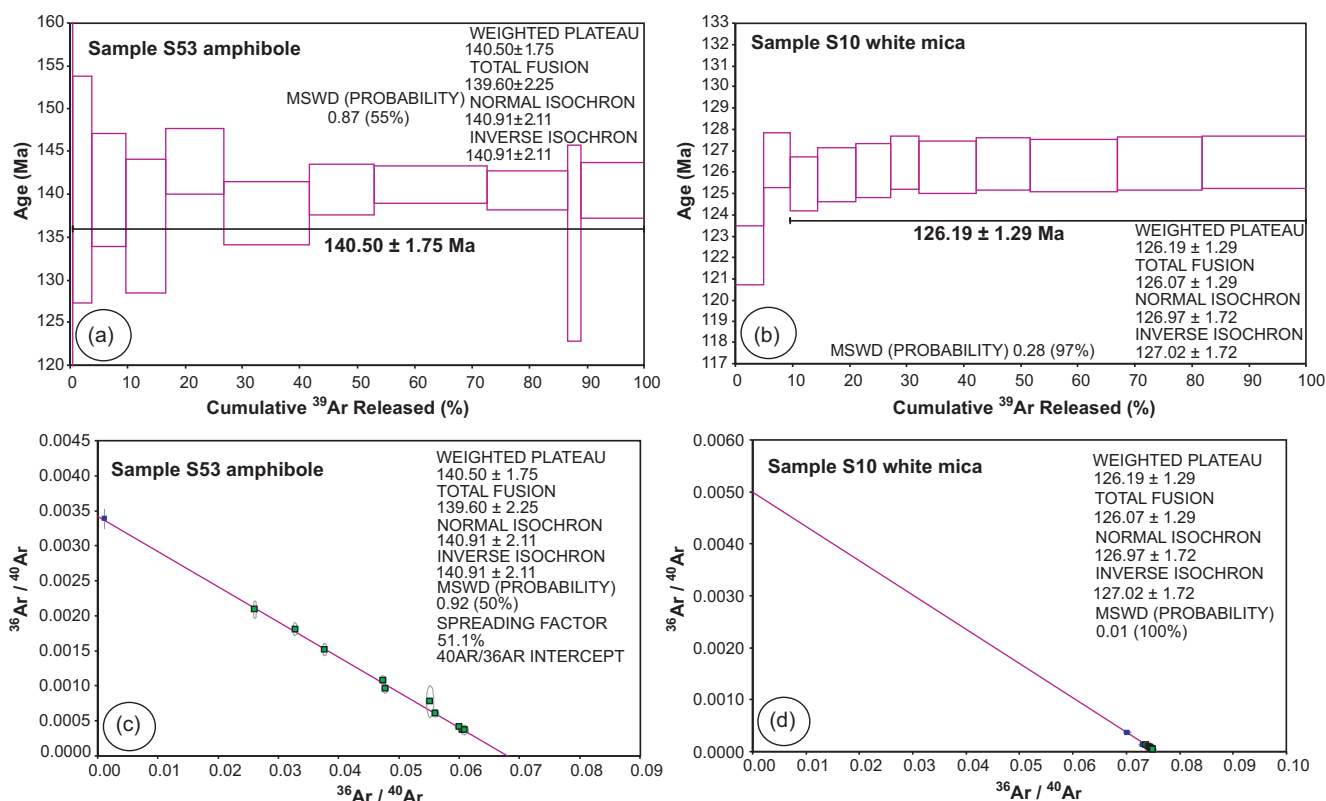 160
155
150
145
140
135
130
125
120
Age (Ma)
Sample S53 amphibole
WEIGHTED PLATEAU
140.50±1.75
TOTAL FUSION
139.60±2.25
NORMAL ISOCHRON
140.91±2.11
INVERSE ISOCHRON
140.91±2.11
MSWD (PROBABILITY)
0.87 (55%)
140.50 ± 1.75 Ma
(a)
0 10 20 30 40 50 60 70 80 90 100
Cumulative ³⁹Ar Released (%)
133
132
131
130
129
128
127
126
125
124
123
122
121
120
119
118
117
Age (Ma)
Sample S10 white mica
126.19 ± 1.29 Ma
WEIGHTED PLATEAU
126.19 ± 1.29
TOTAL FUSION
126.07 ± 1.29
NORMAL ISOCHRON
126.97 ± 1.72
INVERSE ISOCHRON
127.02 ± 1.72
MSWD (PROBABILITY) 0.28 (97%)
(b)
0 10 20 30 40 50 60 70 80 90 100
Cumulative ³⁹Ar Released (%)
0.0045
0.0040
0.0035
0.0030
0.0025
0.0020
0.0015
0.0010
0.0005
0.0000
³⁶Ar / ⁴⁰Ar
Sample S53 amphibole
WEIGHTED PLATEAU
140.50 ± 1.75
TOTAL FUSION
139.60 ± 2.25
NORMAL ISOCHRON
140.91 ± 2.11
INVERSE ISOCHRON
140.91 ± 2.11
MSWD (PROBABILITY)
0.92 (50%)
SPREADING FACTOR
51.1%
40AR/36AR INTERCEPT
(c)
0.00 0.01 0.02 0.03 0.04 0.05 0.06 0.07 0.08 0.09
³⁶Ar / ⁴⁰Ar
0.0060
0.0050
0.0040
0.0030
0.0020
0.0010
0.0000
³⁶Ar / ⁴⁰Ar
Sample S10 white mica
WEIGHTED PLATEAU
126.19 ± 1.29
TOTAL FUSION
126.07 ± 1.29
NORMAL ISOCHRON
126.97 ± 1.72
INVERSE ISOCHRON
127.02 ± 1.72
MSWD (PROBABILITY)
0.01 (100%)
(d)
0.00 0.01 0.02 0.03 0.04 0.05 0.06 0.07 0.08 0.09 0.10
³⁶Ar / ⁴⁰Ar